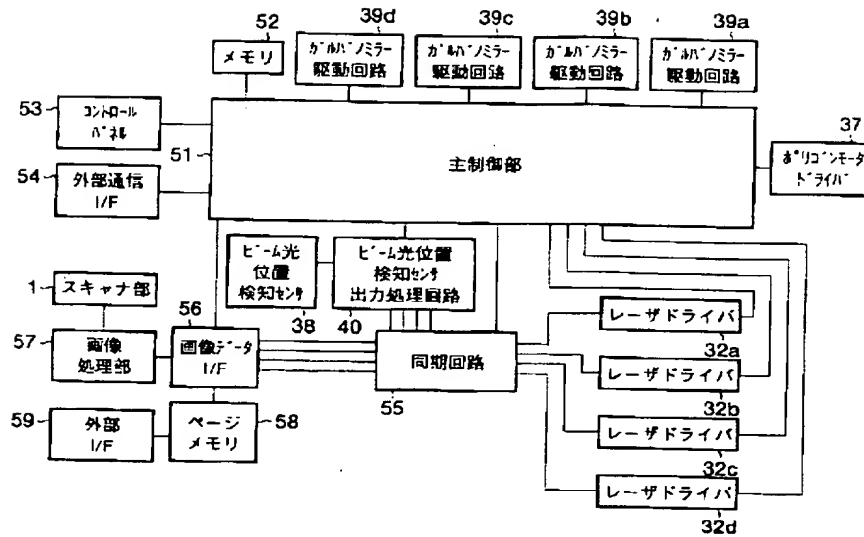 52
39d
39c
39b
39a
メモリ
ガルバノミラー
駆動回路
ガルバノミラー
駆動回路
ガルバノミラー
駆動回路
ガルバノミラー
駆動回路
53
コントロール
パネル
51
主制御部
37
ポリゴンモータ
ドライバ
54
外部通信
I/F
ビーム光
位置
検知センサ
38
ビーム光位置
検知センサ
出力処理回路
40
1
スキャナ部
56
57
画像
処理部
画像データ
I/F
同期回路
55
59
外部
I/F
ページ
メモリ
58
レーザドライバ
32a
レーザドライバ
32b
レーザドライバ
32c
レーザドライバ
32d